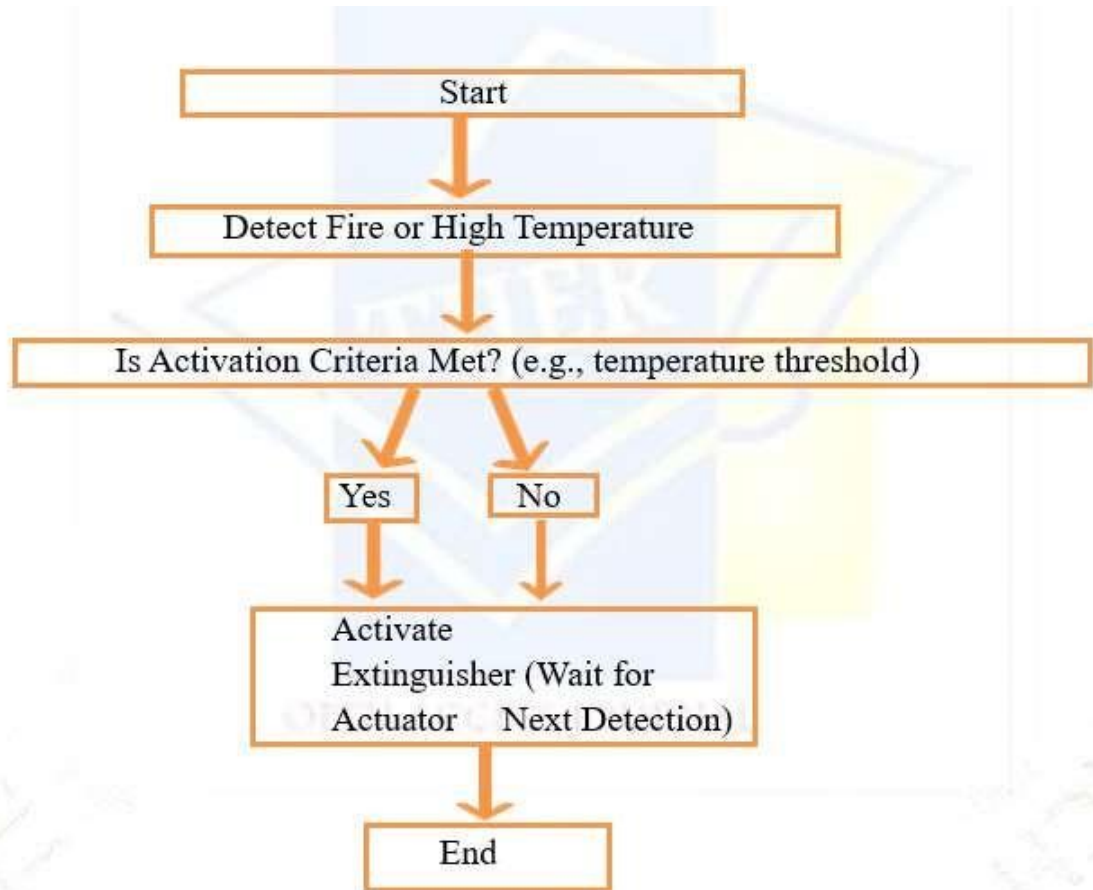 Start
Detect Fire or High Temperature
Is Activation Criteria Met? (e.g., temperature threshold)
Yes
No
Activate
Extinguisher (Wait for
Actuator Next Detection)
End